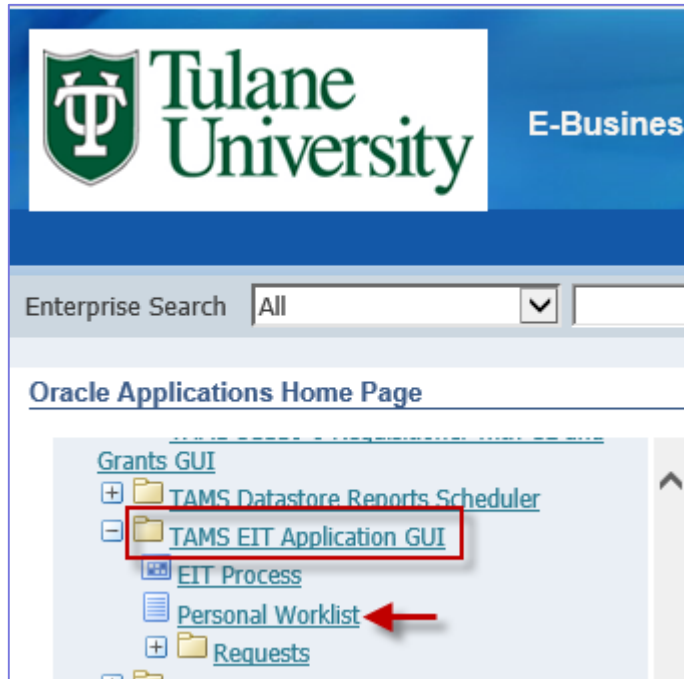 Tulane
University
E-Busines
Enterprise Search All
Oracle Applications Home Page
Grants GUI
TAMS Datastore Reports Scheduler
TAMS EIT Application GUI
EIT Process
Personal Worklist
Requests